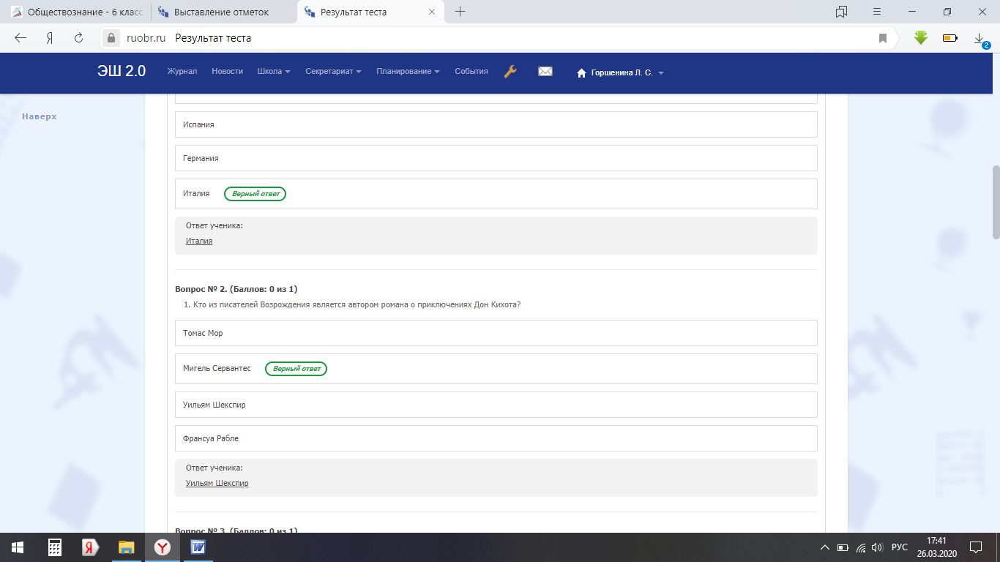 Обществознание - 6 класс
Выставление отметок
Результат теста
ruobr.ru Результат теста
2
ЭШ 2.0
Журнал
Новости
Школа
Секретариат
Планирование
События
Горшенина Л. С.
Наверх
Испания
Германия
Италия Верный ответ
Ответ ученика:
Италия
Вопрос № 2. (Баллов: 0 из 1)
1. Кто из писателей Возрождения является автором романа о приключениях Дон Кихота?
Томас Мор
Мигель Сервантес Верный ответ
Уильям Шекспир
Франсуа Рабле
Ответ ученика:
Уильям Шекспир
Вопрос № 3. (Баллов: 0 из 1)
РУС
17:41
26.03.2020